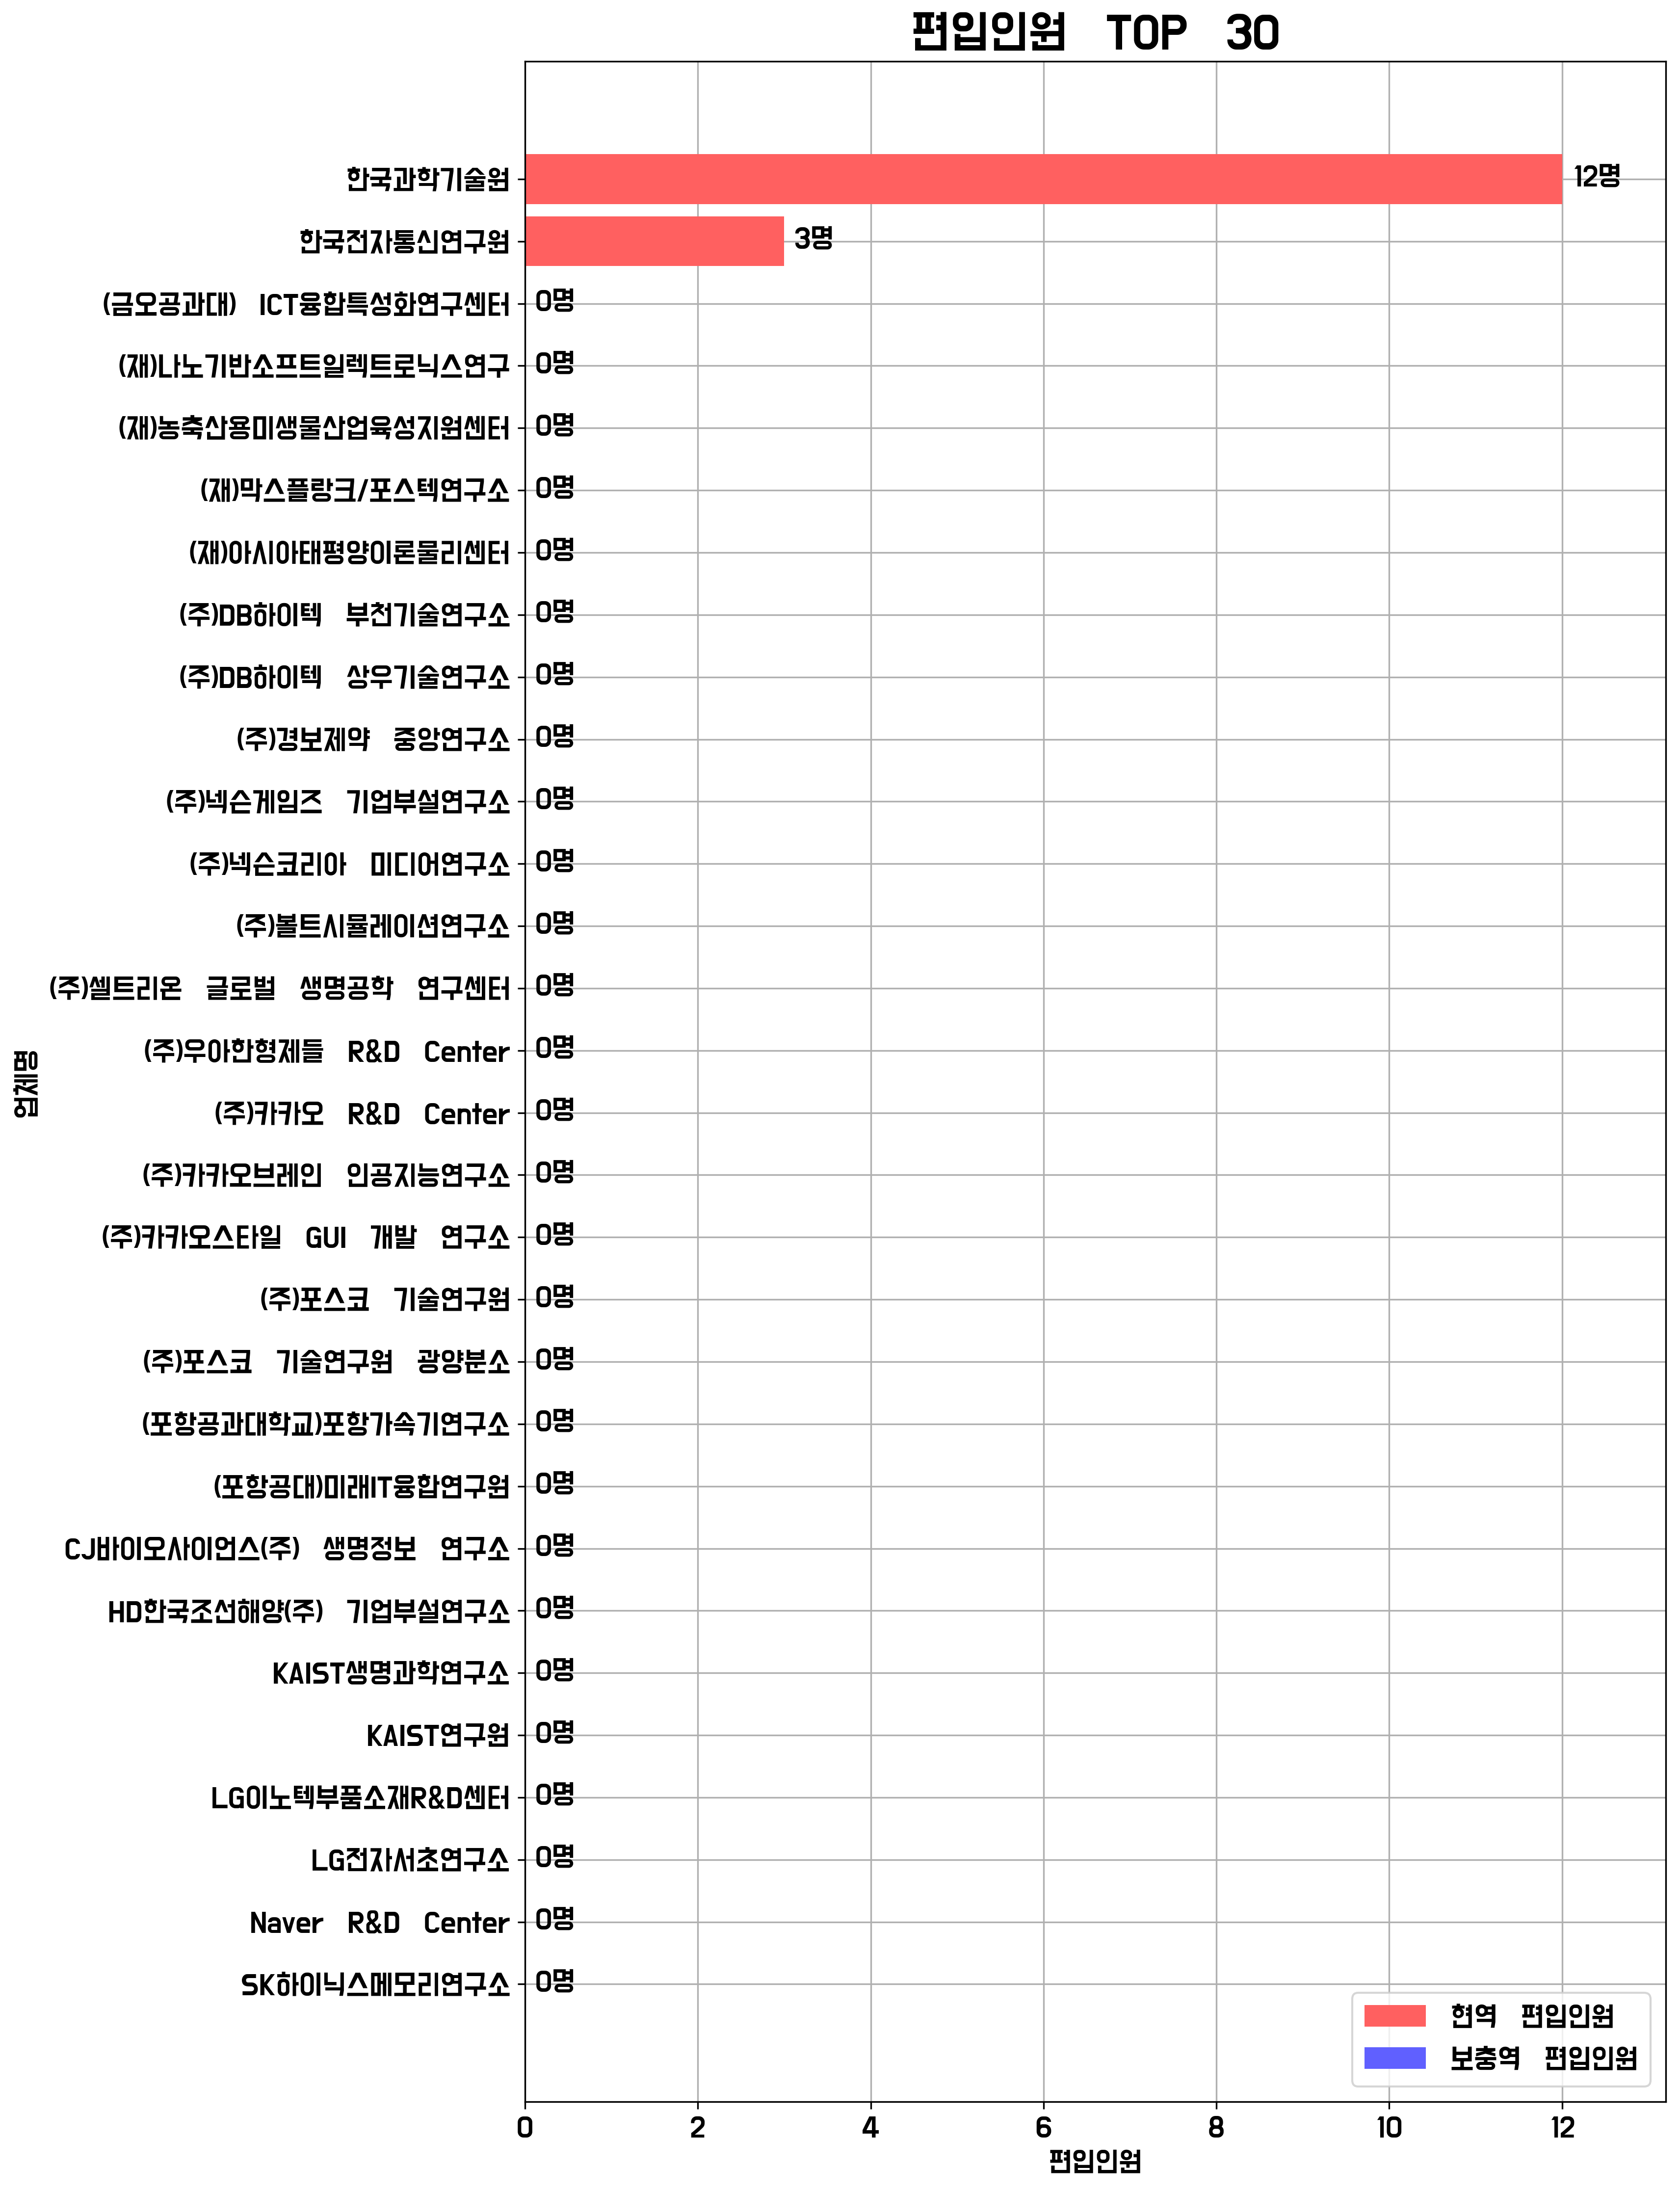 편입인원 TOP 30
한국과학기술원 12명
한국전자통신연구원 3명
(금오공과대) ICT융합특성화연구센터 0명
(재)나노기반소프트일렉트로닉스연구 0명
(재)농축산용미생물산업육성지원센터 0명
(재)막스플랑크/포스텍연구소 0명
(재)아시아태평양이론물리센터 0명
(주)DB하이텍 부천기술연구소 0명
(주)DB하이텍 상우기술연구소 0명
(주)경보제약 중앙연구소 0명
(주)넥슨게임즈 기업부설연구소 0명
(주)넥슨코리아 미디어연구소 0명
(주)볼트시뮬레이션연구소 0명
(주)셀트리온 글로벌 생명공학 연구센터 0명
(주)우아한형제들 R&D Center 0명
(주)카카오 R&D Center 0명
(주)카카오브레인 인공지능연구소 0명
(주)카카오스타일 GUI 개발 연구소 0명
(주)포스코 기술연구원 0명
(주)포스코 기술연구원 광양분소 0명
(포항공과대학교)포항가속기연구소 0명
(포항공대)미래IT융합연구원 0명
CJ바이오사이언스(주) 생명정보 연구소 0명
HD한국조선해양(주) 기업부설연구소 0명
KAIST생명과학연구소 0명
KAIST연구원 0명
LG이노텍부품소재R&D센터 0명
LG전자서초연구소 0명
Naver R&D Center 0명
SK하이닉스메모리연구소 0명
업체명
현역 편입인원
보충역 편입인원
0 2 4 6 8 10 12
편입인원